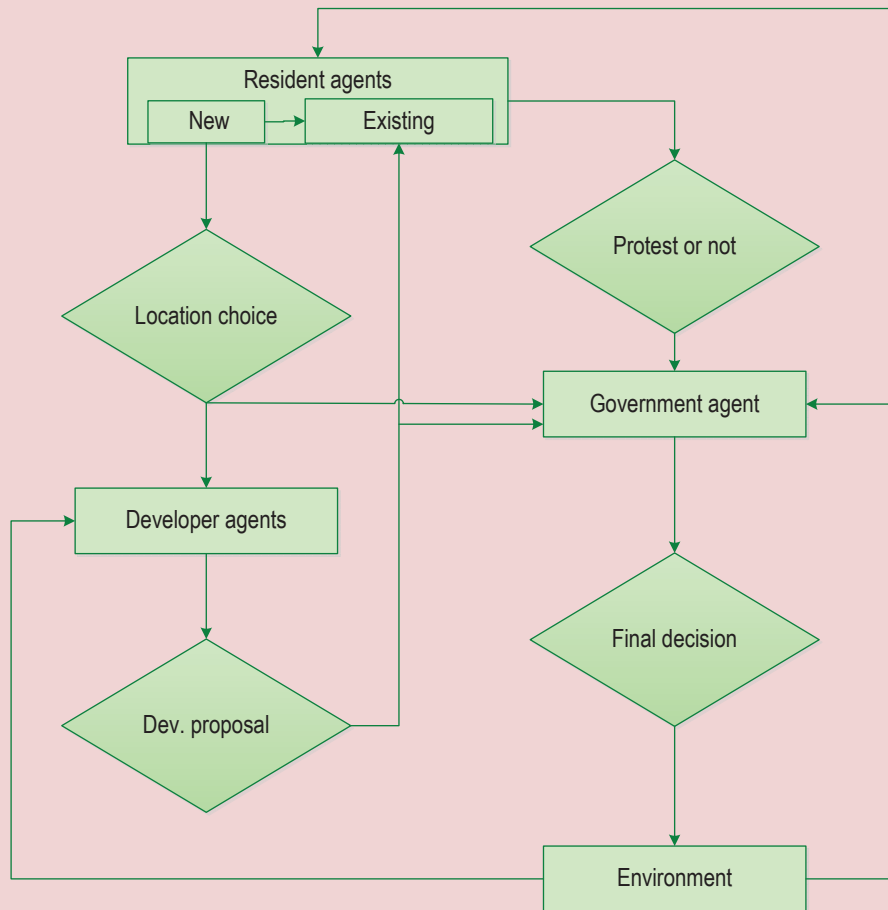 Resident agents
New
Existing
Protest or not
Location choice
Government agent
Developer agents
Final decision
Dev. proposal
Environment